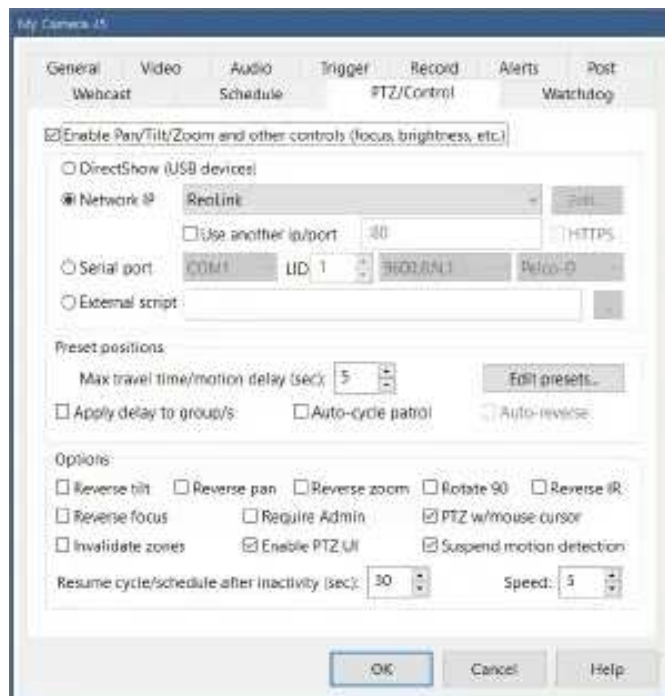 My Camera 45
General Video Audio Trigger Record Alerts Post
Webcast Schedule PTZ/Control Watchdog
Enable Pan/Tilt/Zoom and other controls (focus, brightness, etc.)
DirectShow (USB devices)
Network IP ReoLink Edit...
Use another ip/port 80 HTTPS
Serial port COM1 UID 1 9600,8,N,1 Pelco-D
External script ...
Preset positions
Max travel time/motion delay (sec): 5 Edit presets...
Apply delay to group/s Auto-cycle patrol Auto-reverse
Options
Reverse tilt Reverse pan Reverse zoom Rotate 90 Reverse IR
Reverse focus Require Admin PTZ w/mouse cursor
Invalidate zones Enable PTZ UI Suspend motion detection
Resume cycle/schedule after inactivity (sec): 30 Speed: 5
OK Cancel Help